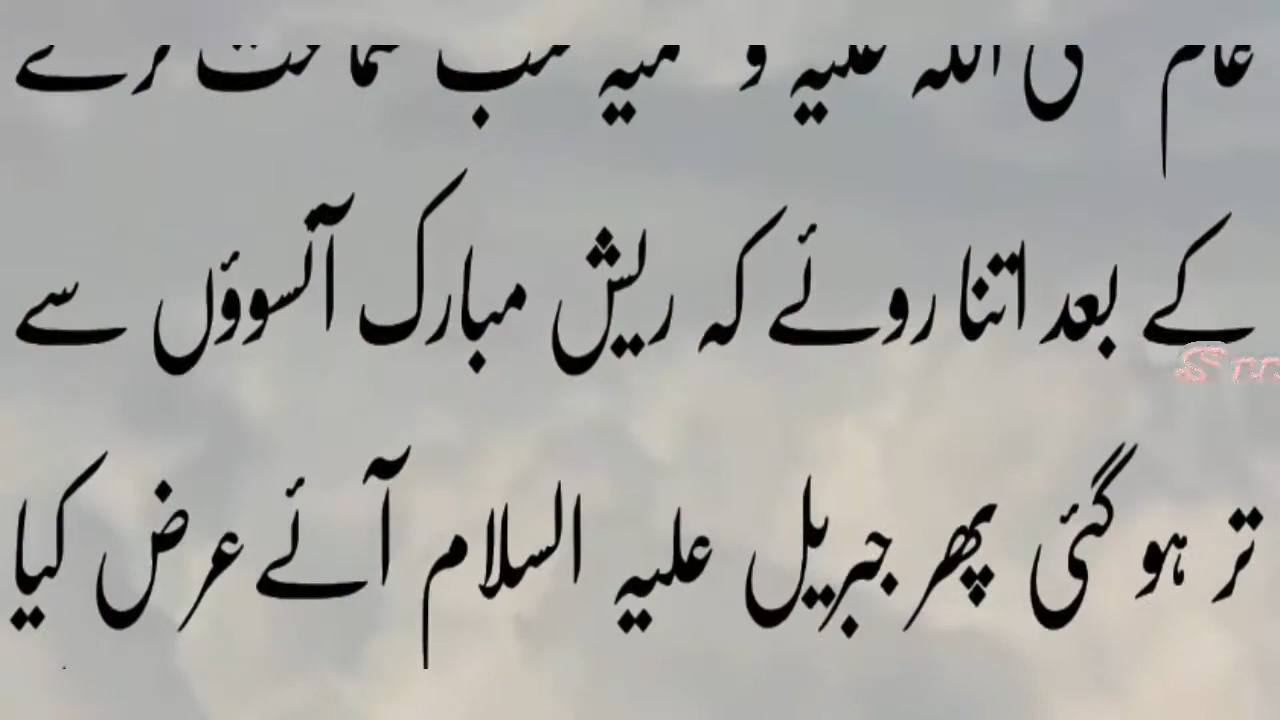 اللہ علیہ و
کے بعد اتنا روئے کہ ریش مبارک آنسوؤں سے
تر ہو گئی پھر جبریل علیہ السلام آئے عرض کیا